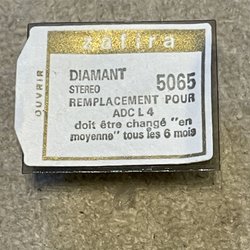 zafira
OUVRIR
DIAMANT 5065
STEREO
REMPLACEMENT POUR
ADC L 4
doit être changé "en
moyenne" tous les 6 mois